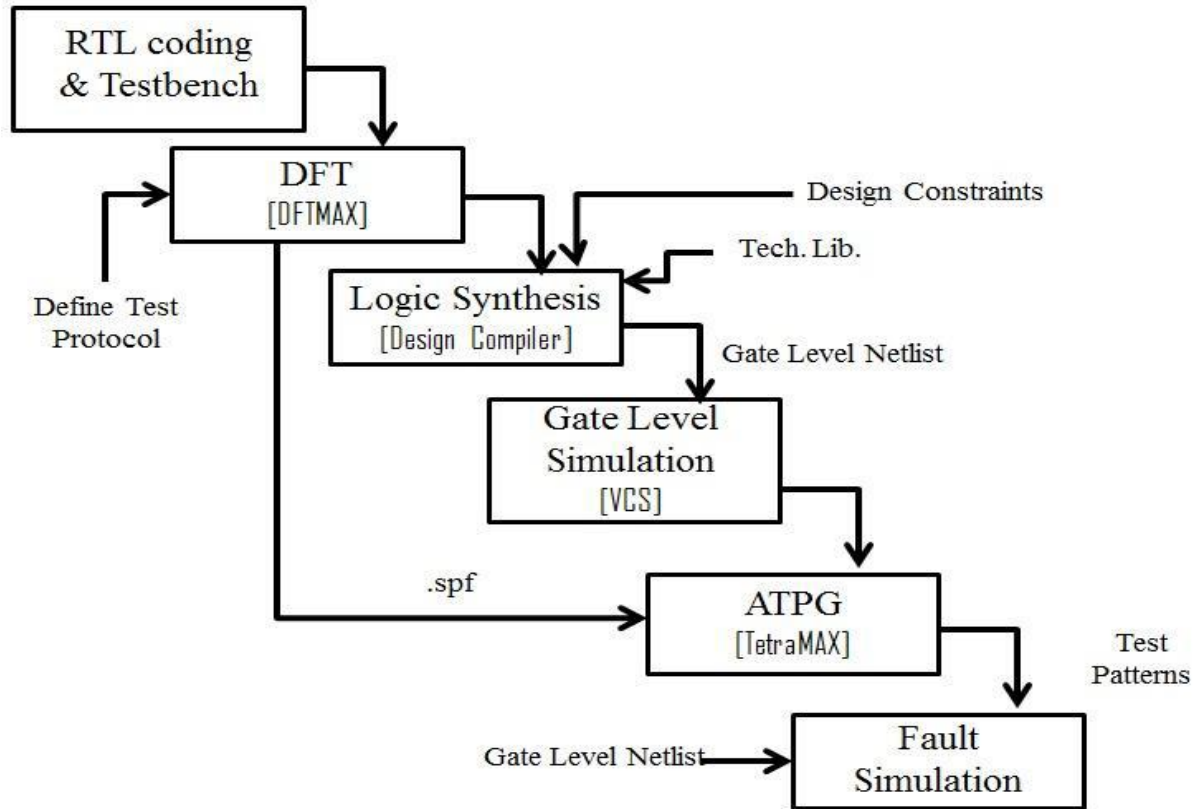 RTL coding
& Testbench
DFT
[DFTMAX]
Design Constraints
Tech. Lib.
Define Test
Protocol
Logic Synthesis
[Design Compiler]
Gate Level Netlist
Gate Level
Simulation
[VCS]
.spf
ATPG
[TetraMAX]
Test
Patterns
Gate Level Netlist
Fault
Simulation